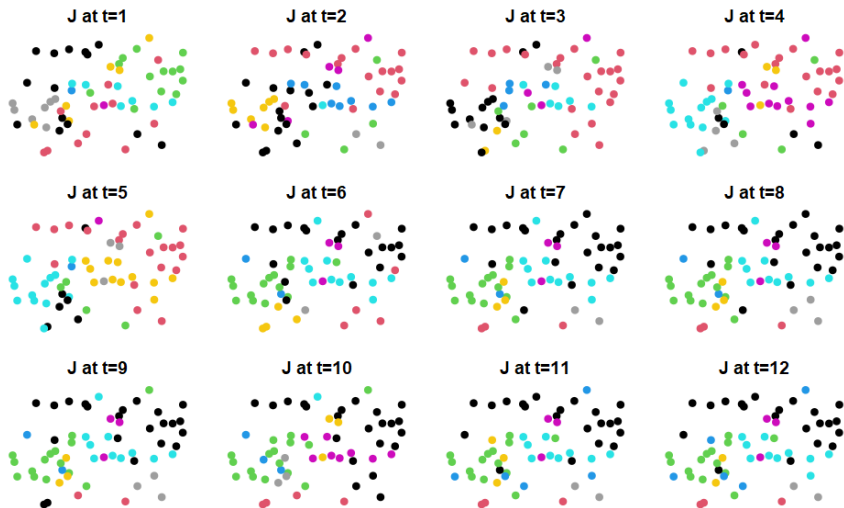 J at t=1
J at t=2
J at t=3
J at t=4
J at t=5
J at t=6
J at t=7
J at t=8
J at t=9
J at t=10
J at t=11
J at t=12